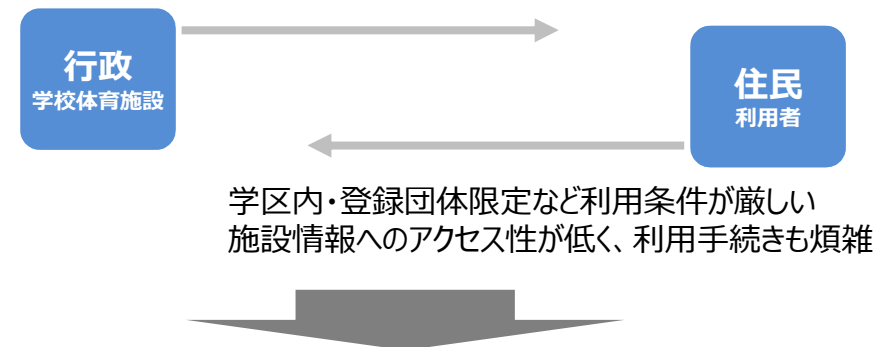 行政
学校体育施設
住民
利用者
学区内・登録団体限定など利用条件が厳しい
施設情報へのアクセス性が低く、利用手続きも煩雑